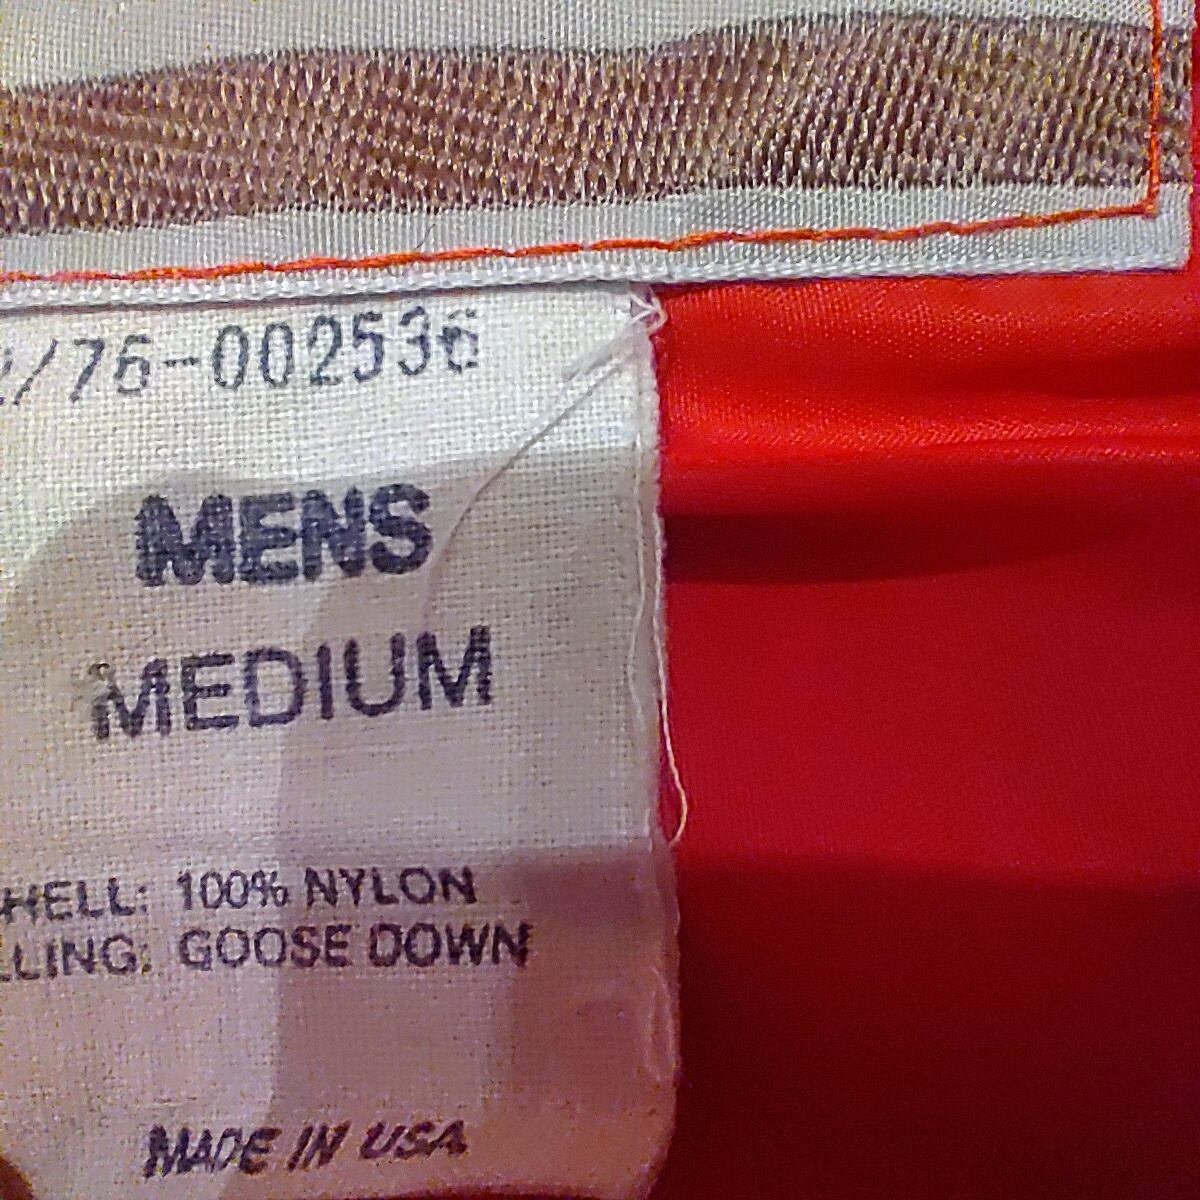 2/76-002536
MENS
MEDIUM
HELL: 100% NYLON
LLING: GOOSE DOWN
MADE IN USA